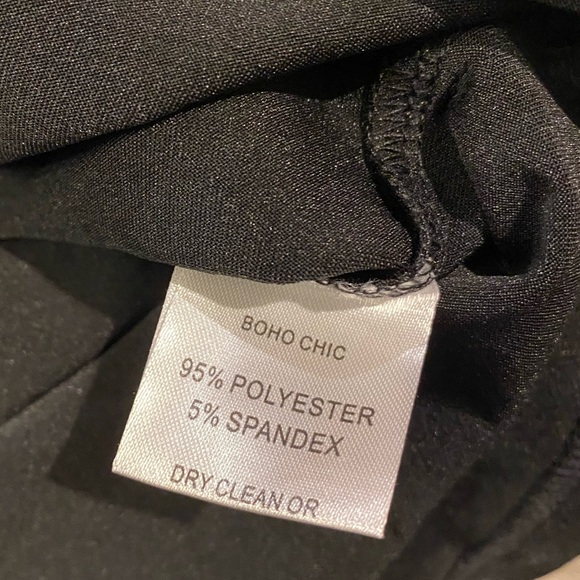 BOHO CHIC
95% POLYESTER
5% SPANDEX
DRY CLEAN OR